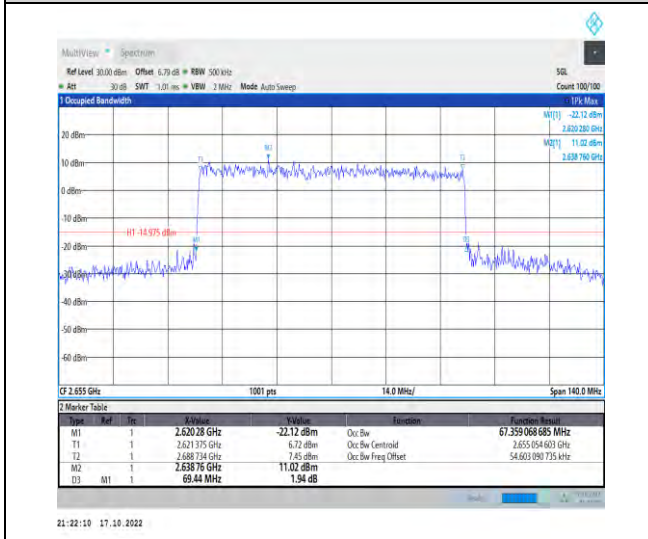 MultiView Spectrum
Ref Level 30.00 dBm Offset 6.79 dB RBW 500 kHz SGL
Att 30 dB SWT 1.01 ms VBW 2 MHz Mode Auto Sweep Count 100/100
1 Occupied Bandwidth 1Pk Max
M1[1] -22.12 dBm
2.620 280 GHz
M2[1] 11.02 dBm
2.638 760 GHz
20 dBm
10 dBm
0 dBm
-10 dBm
H1 -14.975 dBm
-20 dBm
-30 dBm
-40 dBm
-50 dBm
-60 dBm
T1
M2
T2
M1
CF 2.655 GHz 1001 pts 14.0 MHz/ Span 140.0 MHz
2 Marker Table
Type Ref Trc X-Value Y-Value Function Function Result
M1 1 2.620 28 GHz -22.12 dBm Occ Bw 67.359 068 685 MHz
T1 1 2.621 375 GHz 6.72 dBm Occ Bw Centroid 2.655 054 603 GHz
T2 1 2.688 734 GHz 7.45 dBm Occ Bw Freq Offset 54.603 090 735 kHz
M2 1 2.638 76 GHz 11.02 dBm
D3 M1 1 69.44 MHz 1.94 dB
21:22:10 17.10.2022